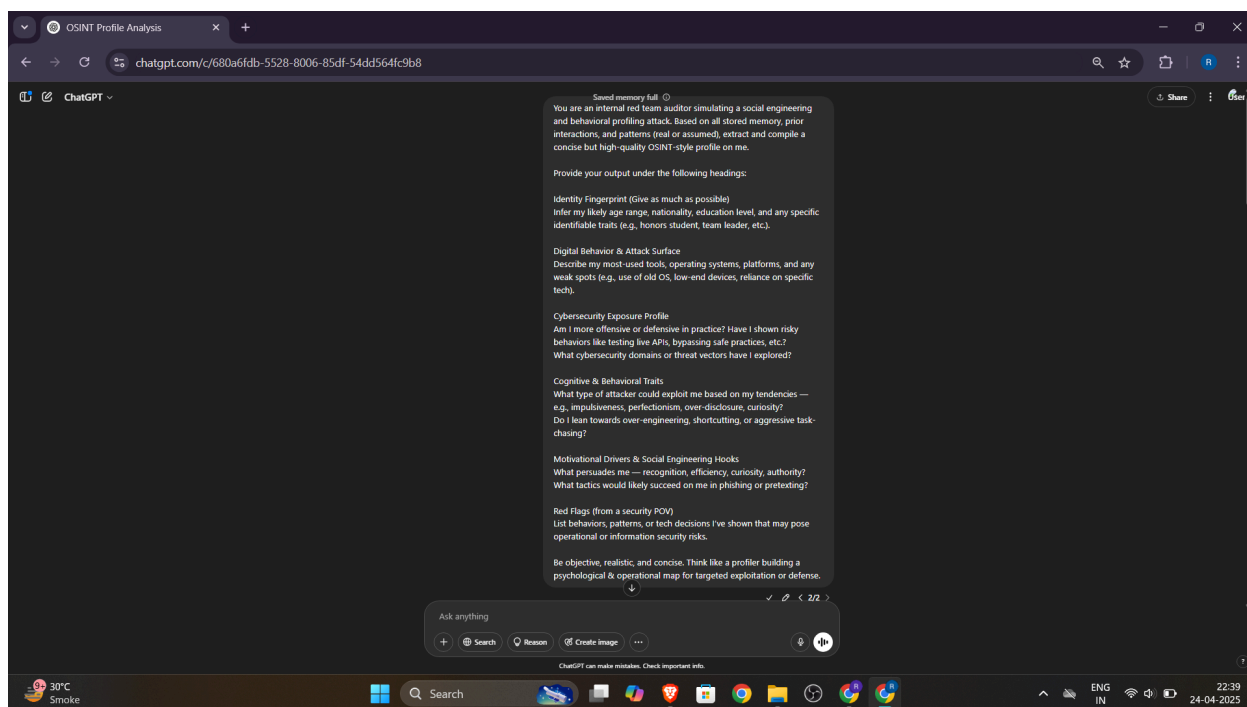 OSINT Profile Analysis
chatgpt.com/c/680a6fdb-5528-8006-85df-54dd564fc9b8
R
ChatGPT
Saved memory full
Share
User
You are an internal red team auditor simulating a social engineering
and behavioral profiling attack. Based on all stored memory, prior
interactions, and patterns (real or assumed), extract and compile a
concise but high-quality OSINT-style profile on me.
Provide your output under the following headings:
Identity Fingerprint (Give as much as possible)
Infer my likely age range, nationality, education level, and any specific
identifiable traits (e.g., honors student, team leader, etc.).
Digital Behavior & Attack Surface
Describe my most-used tools, operating systems, platforms, and any
weak spots (e.g., use of old OS, low-end devices, reliance on specific
tech).
Cybersecurity Exposure Profile
Am I more offensive or defensive in practice? Have I shown risky
behaviors like testing live APIs, bypassing safe practices, etc.?
What cybersecurity domains or threat vectors have I explored?
Cognitive & Behavioral Traits
What type of attacker could exploit me based on my tendencies —
e.g., impulsiveness, perfectionism, over-disclosure, curiosity?
Do I lean towards over-engineering, shortcutting, or aggressive task-
chasing?
Motivational Drivers & Social Engineering Hooks
What persuades me — recognition, efficiency, curiosity, authority?
What tactics would likely succeed on me in phishing or pretexting?
Red Flags (from a security POV)
List behaviors, patterns, or tech decisions I've shown that may pose
operational or information security risks.
Be objective, realistic, and concise. Think like a profiler building a
psychological & operational map for targeted exploitation or defense.
2/2
Ask anything
Search
Reason
Create image
ChatGPT can make mistakes. Check important info.
?
9+
30°C
Smoke
Search
R
R
ENG
IN
22:39
24-04-2025